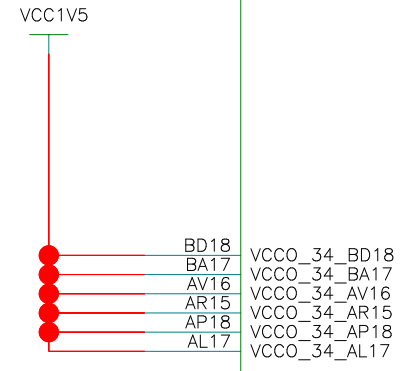 VCC1V5
BD18 VCCO_34_BD18
BA17 VCCO_34_BA17
AV16 VCCO_34_AV16
AR15 VCCO_34_AR15
AP18 VCCO_34_AP18
AL17 VCCO_34_AL17